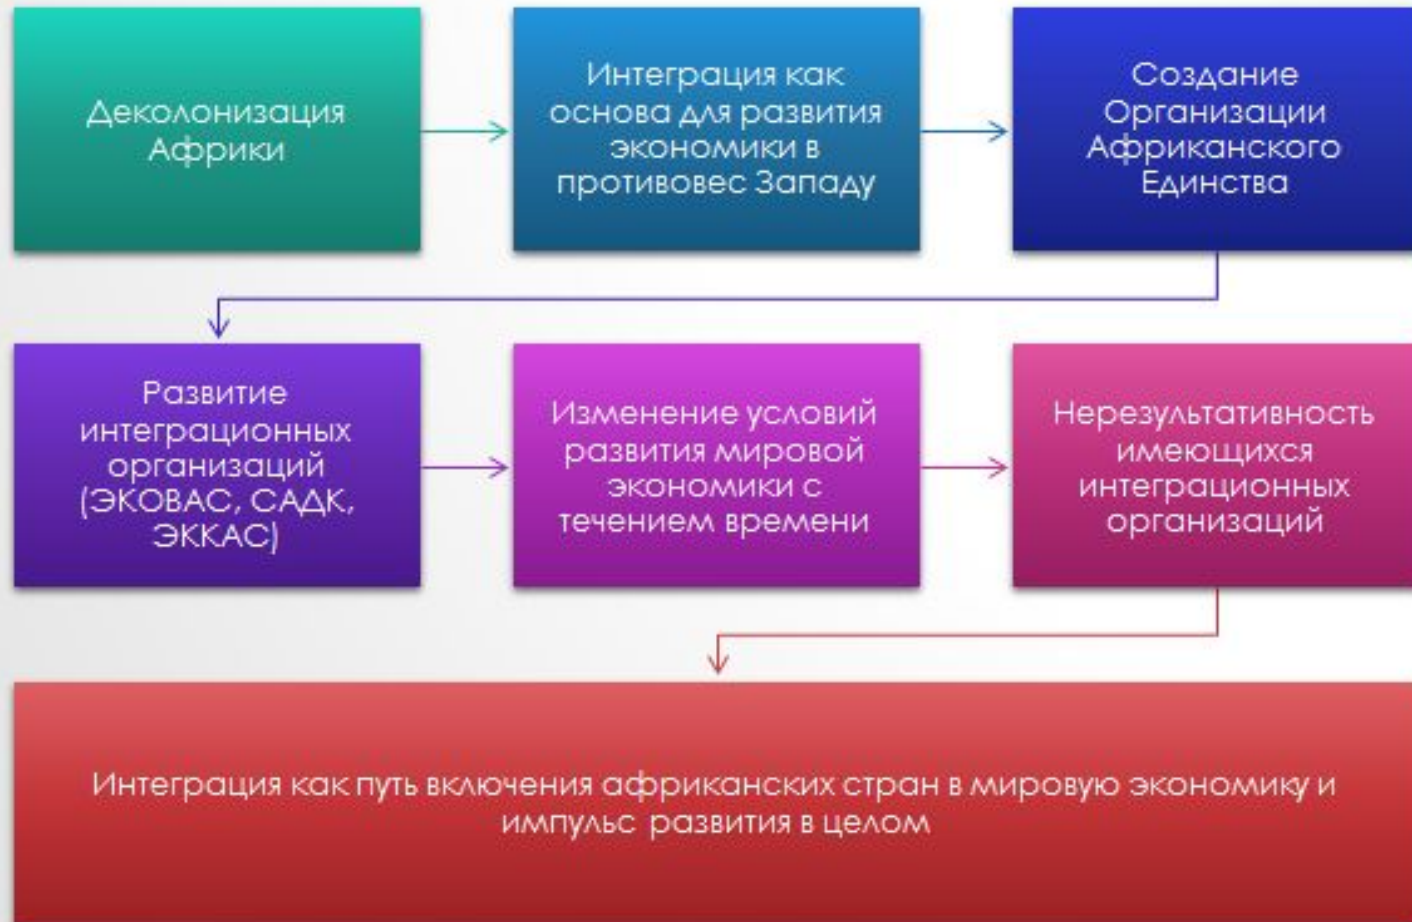 Деколонизация
Африки
Интеграция как
основа для развития
экономики в
противовес Западу
Создание
Организации
Африканского
Единства
Развитие
интеграционных
организаций
(ЭКОВАС, САДК,
ЭККАС)
Изменение условий
развития мировой
экономики с
течением времени
Нерезультативность
имеющихся
интеграционных
организаций
Интеграция как путь включения африканских стран в мировую экономику и
импульс развития в целом